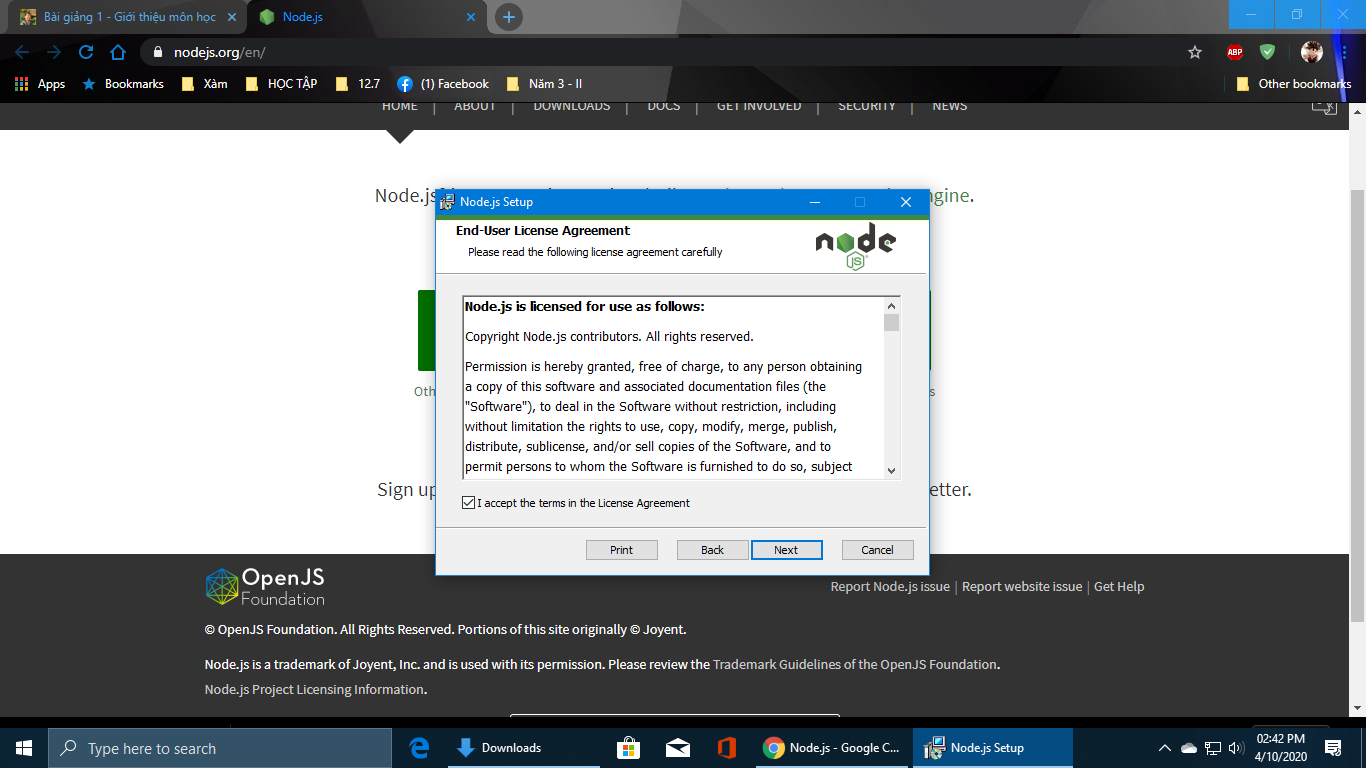 Bài giảng 1 - Giới thiệu môn học
Node.js
nodejs.org/en/
ABP
Apps
Bookmarks
Xàm
HỌC TẬP
12.7
(1) Facebook
Năm 3 - II
Other bookmarks
HOME | ABOUT | DOWNLOADS | DOCS | GET INVOLVED | SECURITY | NEWS
Node.js
ngine.
Node.js Setup
End-User License Agreement
Please read the following license agreement carefully
node
JS
Node.js is licensed for use as follows:
Copyright Node.js contributors. All rights reserved.
Permission is hereby granted, free of charge, to any person obtaining
a copy of this software and associated documentation files (the
"Software"), to deal in the Software without restriction, including
without limitation the rights to use, copy, modify, merge, publish,
distribute, sublicense, and/or sell copies of the Software, and to
permit persons to whom the Software is furnished to do so, subject
Oth
s
Sign up
etter.
I accept the terms in the License Agreement
Print
Back
Next
Cancel
OpenJS
Foundation
Report Node.js issue | Report website issue | Get Help
© OpenJS Foundation. All Rights Reserved. Portions of this site originally © Joyent.
Node.js is a trademark of Joyent, Inc. and is used with its permission. Please review the Trademark Guidelines of the OpenJS Foundation.
Node.js Project Licensing Information.
Type here to search
Downloads
Node.js - Google C...
Node.js Setup
02:42 PM
4/10/2020